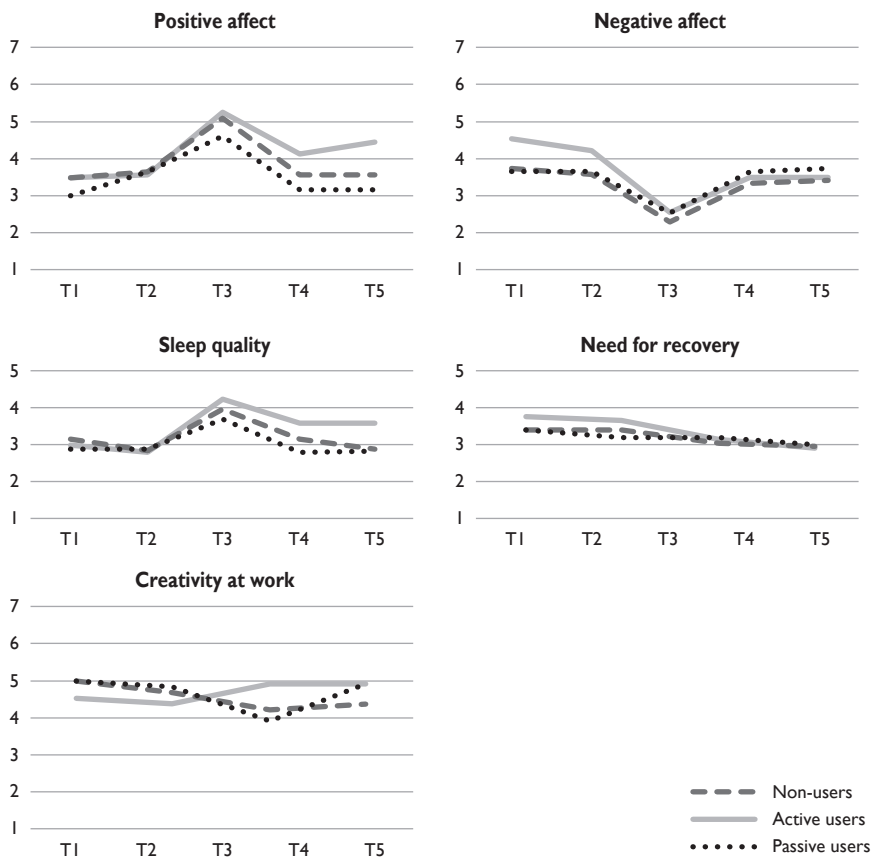 Positive affect
7
6
5
4
3
2
1
T1 T2 T3 T4 T5
Negative affect
7
6
5
4
3
2
1
T1 T2 T3 T4 T5
Sleep quality
5
4
3
2
1
T1 T2 T3 T4 T5
Need for recovery
5
4
3
2
1
T1 T2 T3 T4 T5
Creativity at work
7
6
5
4
3
2
1
T1 T2 T3 T4 T5
Non-users
Active users
Passive users